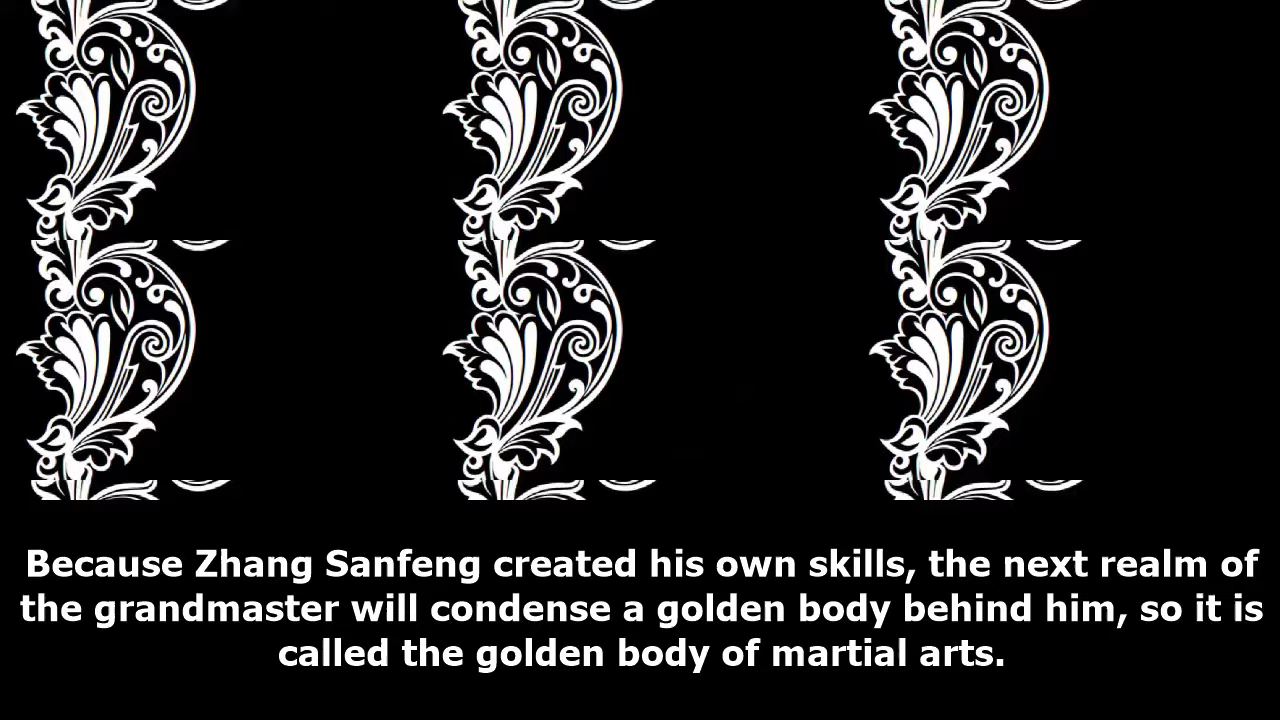 Because Zhang Sanfeng created his own skills, the next realm of
the grandmaster will condense a golden body behind him, so it is
called the golden body of martial arts.